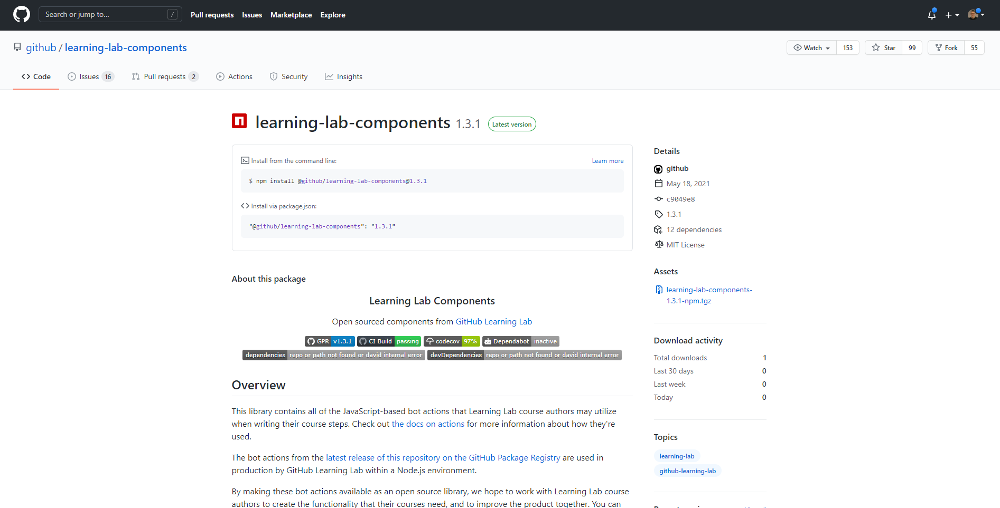 Search or jump to... /
Pull requests Issues Marketplace Explore
github / learning-lab-components
Watch 153 Star 99 Fork 55
Code Issues 16 Pull requests 2 Actions Security Insights
learning-lab-components 1.3.1 Latest version
Install from the command line: Learn more
$ npm install @github/learning-lab-components@1.3.1
Install via package.json:
"@github/learning-lab-components": "1.3.1"
About this package
Learning Lab Components
Open sourced components from GitHub Learning Lab
GPR v1.3.1 CI Build passing codecov 97% Dependabot inactive
dependencies repo or path not found or david internal error devDependencies repo or path not found or david internal error
Overview
This library contains all of the JavaScript-based bot actions that Learning Lab course authors may utilize
when writing their course steps. Check out the docs on actions for more information about how they're
used.
The bot actions from the latest release of this repository on the GitHub Package Registry are used in
production by GitHub Learning Lab within a Node.js environment.
By making these bot actions available as an open source library, we hope to work with Learning Lab course
authors to create the functionality that their courses need, and to improve the product together. You can
Details
github
May 18, 2021
c9049e8
1.3.1
12 dependencies
MIT License
Assets
learning-lab-components-
1.3.1-npm.tgz
Download activity
Total downloads 1
Last 30 days 0
Last week 0
Today 0
Topics
learning-lab
github-learning-lab